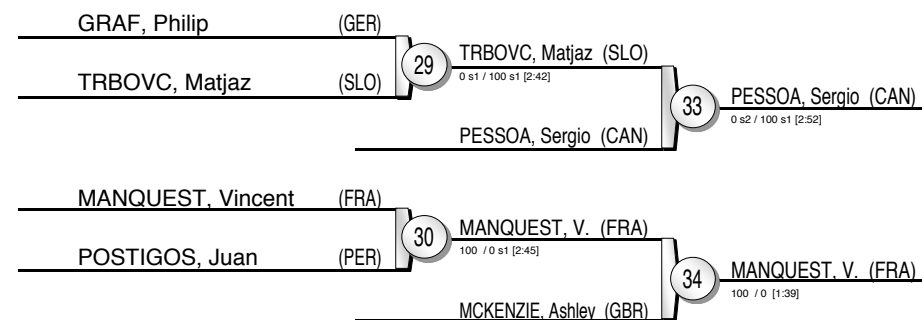 GRAF, Philip (GER)
29
TRBOVC, Matjaz (SLO)
0 s1 / 100 s1 [2:42]
TRBOVC, Matjaz (SLO)
33
PESSOA, Sergio (CAN)
0 s2 / 100 s1 [2:52]
PESSOA, Sergio (CAN)
MANQUEST, Vincent (FRA)
30
MANQUEST, V. (FRA)
100 / 0 s1 [2:45]
POSTIGOS, Juan (PER)
34
MANQUEST, V. (FRA)
100 / 0 [1:39]
MCKENZIE, Ashley (GBR)